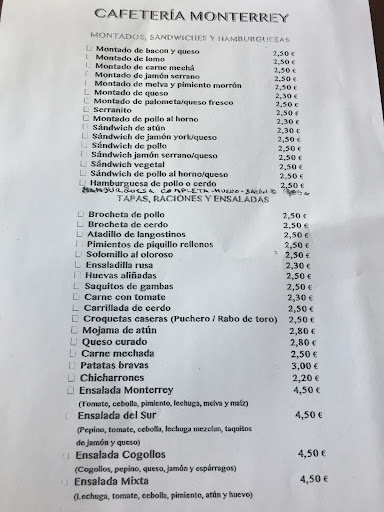 CAFETERÍA MONTERREY
MONTADOS, SANDWICHES Y HAMBURGUESAS
Montado de bacon y queso 2,50 €
Montado de lomo 2,50 €
Montado de carne mechá 2,50 €
Montado de jamón serrano 2,50 €
Montado de melva y pimiento morrón 2,50 €
Montado de queso 2,30 €
Montado de palometa/queso fresco 2,50 €
Serranito 2,50 €
Montado de pollo al horno 2,30 €
Sándwich de atún 2,30 €
Sándwich de jamón york/queso 2,50 €
Sándwich de pollo 2,50 €
Sándwich jamón serrano/queso 2,50 €
Sándwich vegetal 2,50 €
Sándwich de pollo al horno/queso 2,50 €
Hamburguesa de pollo o cerdo 2,50 €
HAMBURGUESA COMPLETA HUEVO-BACON
TAPAS, RACIONES Y ENSALADAS
Brocheta de pollo 2,50 €
Brocheta de cerdo 2,50 €
Atadillo de langostinos 2,50 €
Pimientos de piquillo rellenos 2,50 €
Solomillo al oloroso 2,50 €
Ensaladilla rusa 2,30 €
Huevas aliñadas 2,50 €
Saquitos de gambas 2,50 €
Carne con tomate 2,30 €
Carrillada de cerdo 2,50 €
Croquetas caseras (Puchero / Rabo de toro) 2,50 €
Mojama de atún 2,80 €
Queso curado 2,80 €
Carne mechada 2,50 €
Patatas bravas 3,00 €
Chicharrones 2,20 €
Ensalada Monterrey 4,50 €
(Tomate, cebolla, pimiento, lechuga, melva y maíz)
Ensalada del Sur 4,50 €
(Pepino, tomate, cebolla, lechuga mezclun, taquitos
de jamón y queso)
Ensalada Cogollos 4,50 €
(Cogollos, pepino, queso, jamón y espárragos)
Ensalada Mixta 4,50 €
(Lechuga, tomate, cebolla, pimiento, atún y huevo)